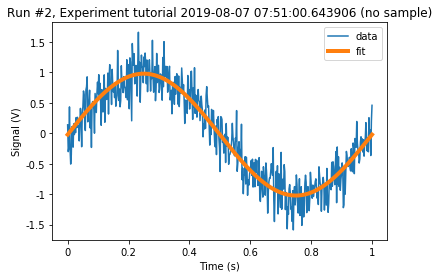 Run #2, Experiment tutorial 2019-08-07 07:51:00.643906 (no sample)
data
fit
Signal (V)
1.5
1
0.5
0
-0.5
-1
-1.5
0
0.2
0.4
0.6
0.8
1
Time (s)